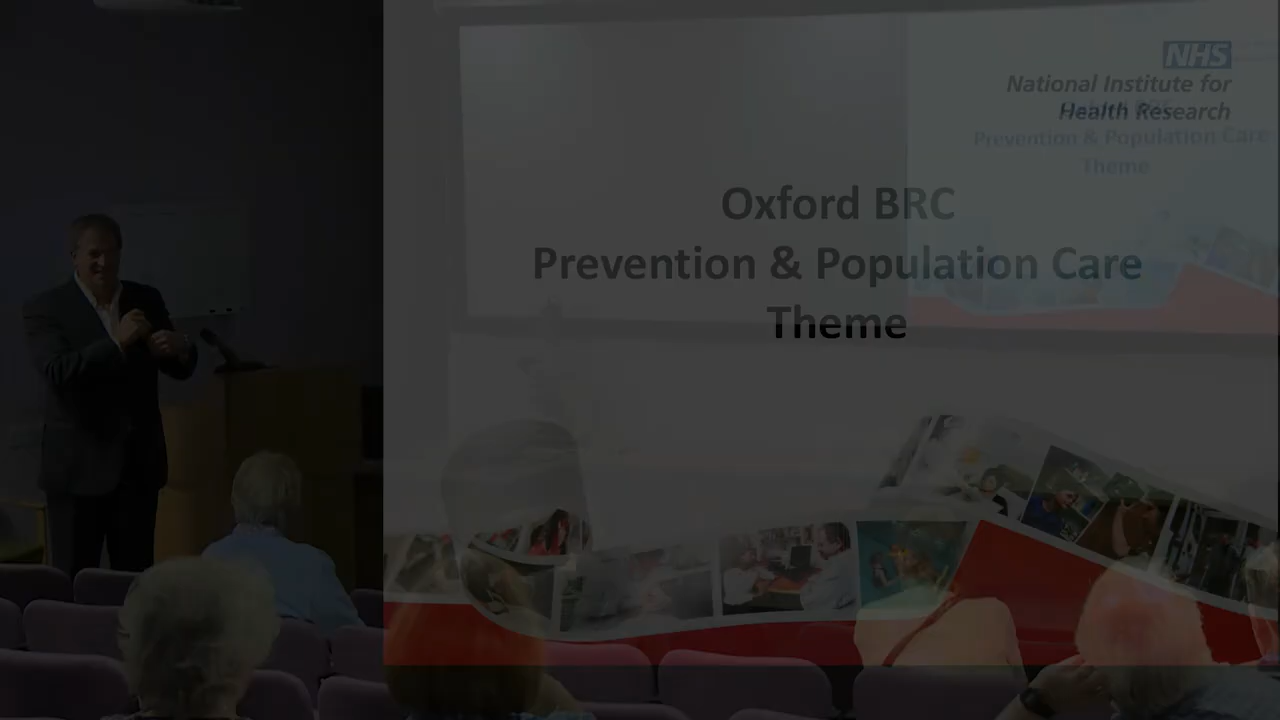 NHS
National Institute for
Health Research
Oxford BRC
Prevention & Population Care
Theme
Prevention & Population Care
Theme